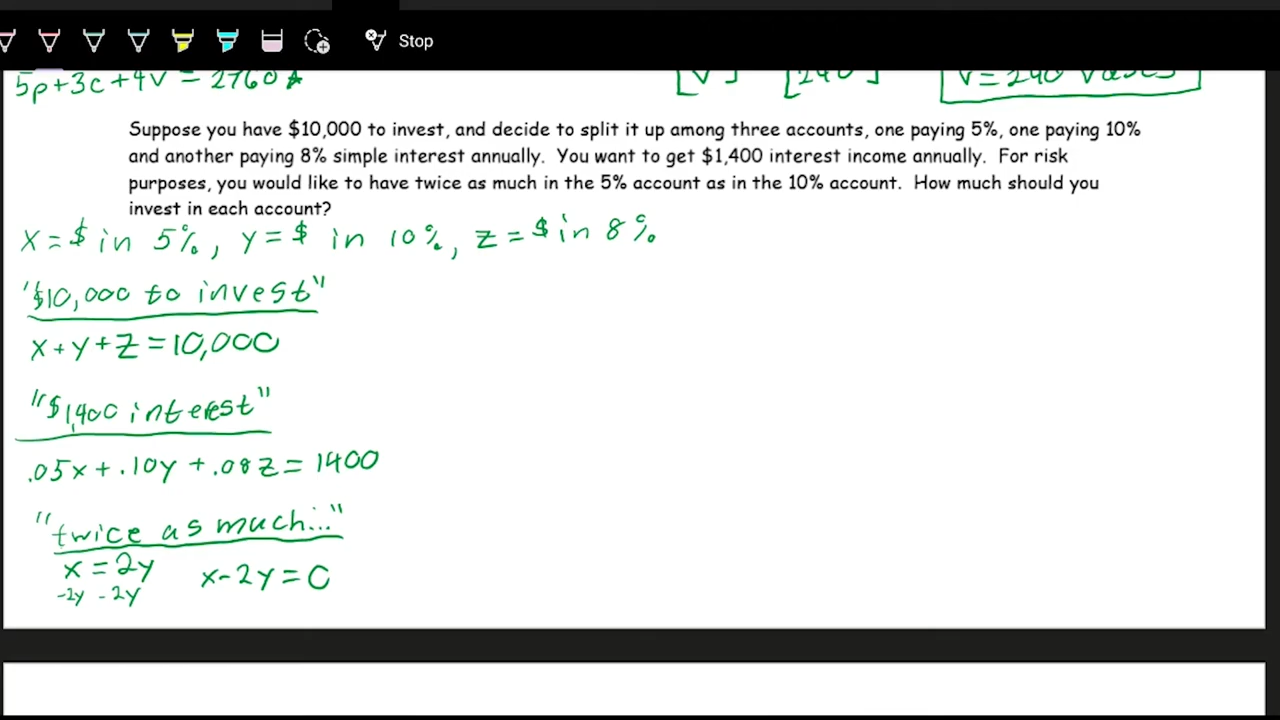 Stop
5p+3c+4v = 2760
[v] [240] v = 240 vases
Suppose you have $10,000 to invest, and decide to split it up among three accounts, one paying 5%, one paying 10%
and another paying 8% simple interest annually. You want to get $1,400 interest income annually. For risk
purposes, you would like to have twice as much in the 5% account as in the 10% account. How much should you
invest in each account?
x = $ in 5%, y = $ in 10%, z = $ in 8%
"$10,000 to invest"
x + y + z = 10,000
"$1,400 interest"
.05x + .10y + .08z = 1400
"twice as much..."
x = 2y x - 2y = 0
-2y - 2y